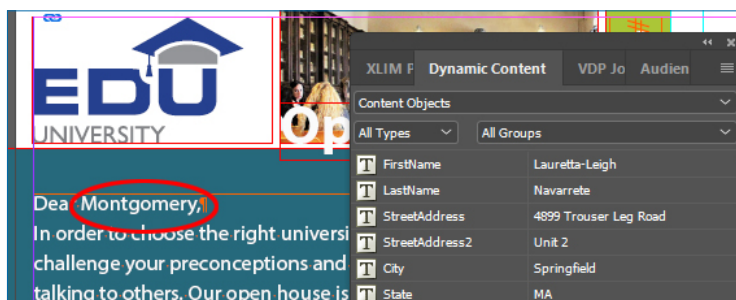 EDU
UNIVERSITY
Op
Dear Montgomery,¶
In order to choose the right universi
challenge your preconceptions and
talking to others. Our open house is
XLIM P Dynamic Content VDP Jo Audien
Content Objects
All Types All Groups
T FirstName Lauretta-Leigh
T LastName Navarrete
T StreetAddress 4899 Trouser Leg Road
T StreetAddress2 Unit 2
T City Springfield
T State MA